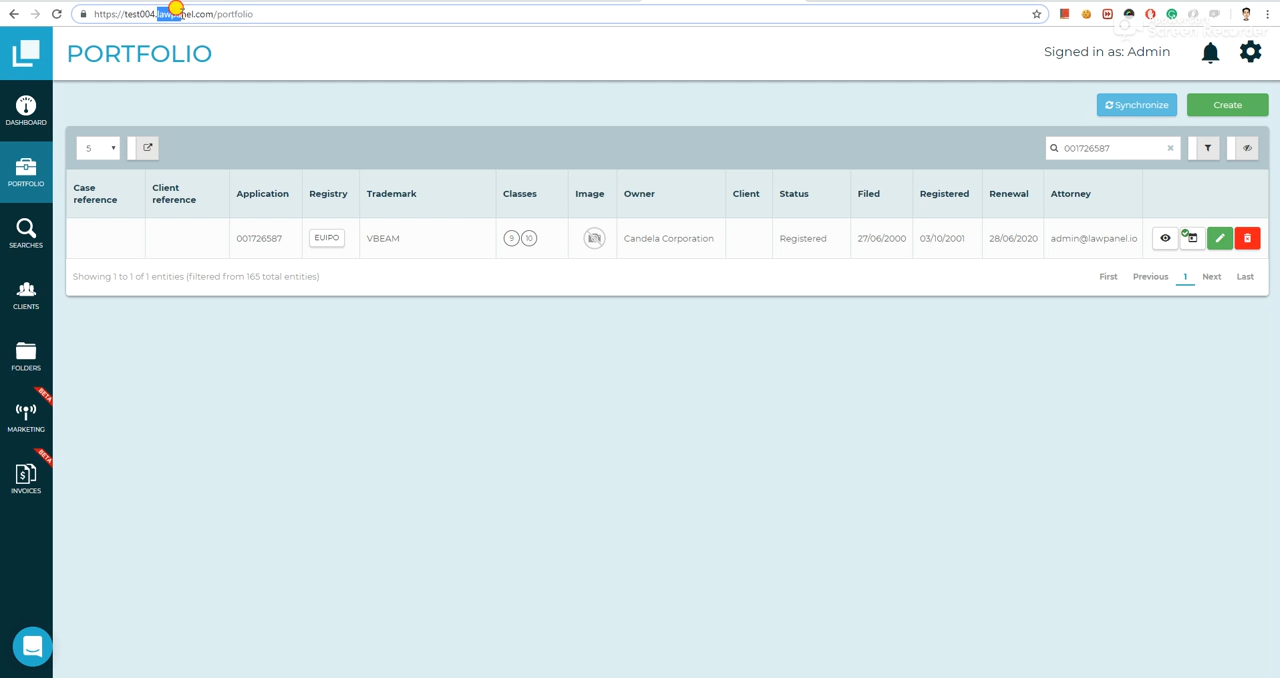 https://test004.lawpanel.com/portfolio
Screen Recorder
PORTFOLIO
Signed in as: Admin
DASHBOARD
PORTFOLIO
SEARCHES
CLIENTS
FOLDERS
BETA
MARKETING
BETA
INVOICES
Synchronize
Create
5
001726587
Case reference Client reference Application Registry Trademark Classes Image Owner Client Status Filed Registered Renewal Attorney
001726587 EUIPO VBEAM 9 10 Candela Corporation Registered 27/06/2000 03/10/2001 28/06/2020 admin@lawpanel.io
Showing 1 to 1 of 1 entities (filtered from 165 total entities)
First Previous 1 Next Last